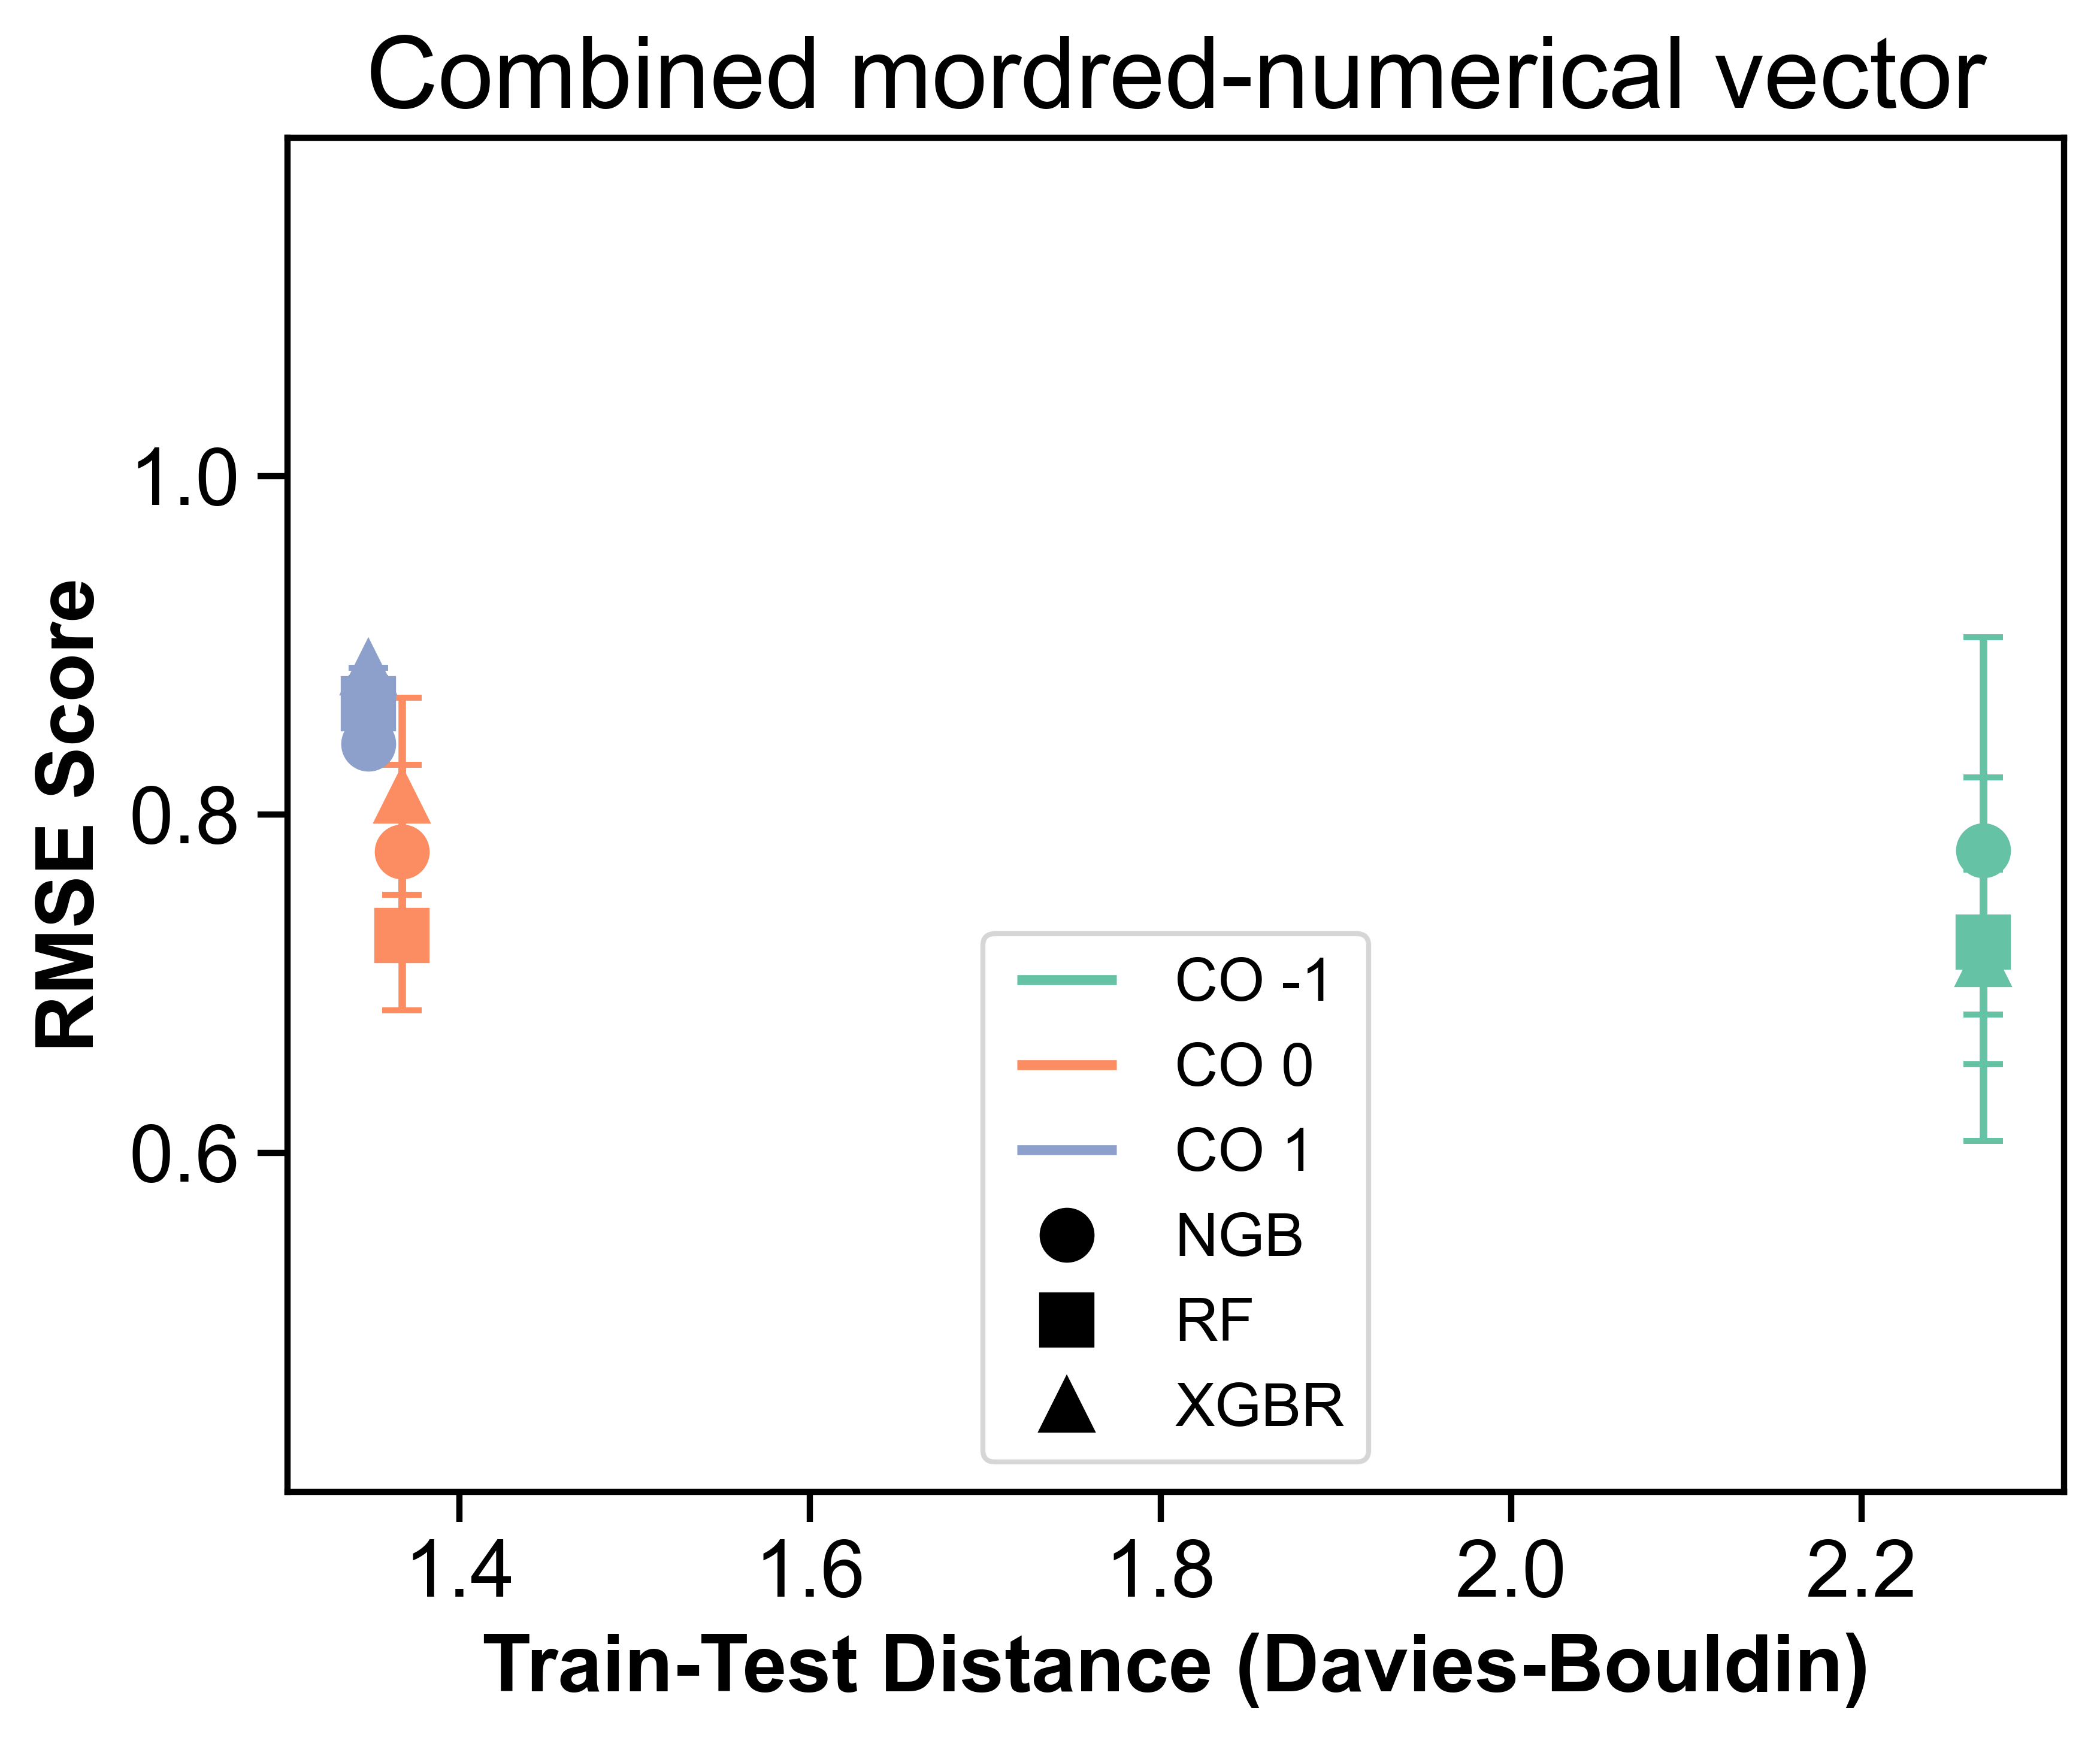 Combined mordred-numerical vector
RMSE Score
1.0
0.8
0.6
CO -1
CO 0
CO 1
NGB
RF
XGBR
1.4
1.6
1.8
2.0
2.2
Train-Test Distance (Davies-Bouldin)